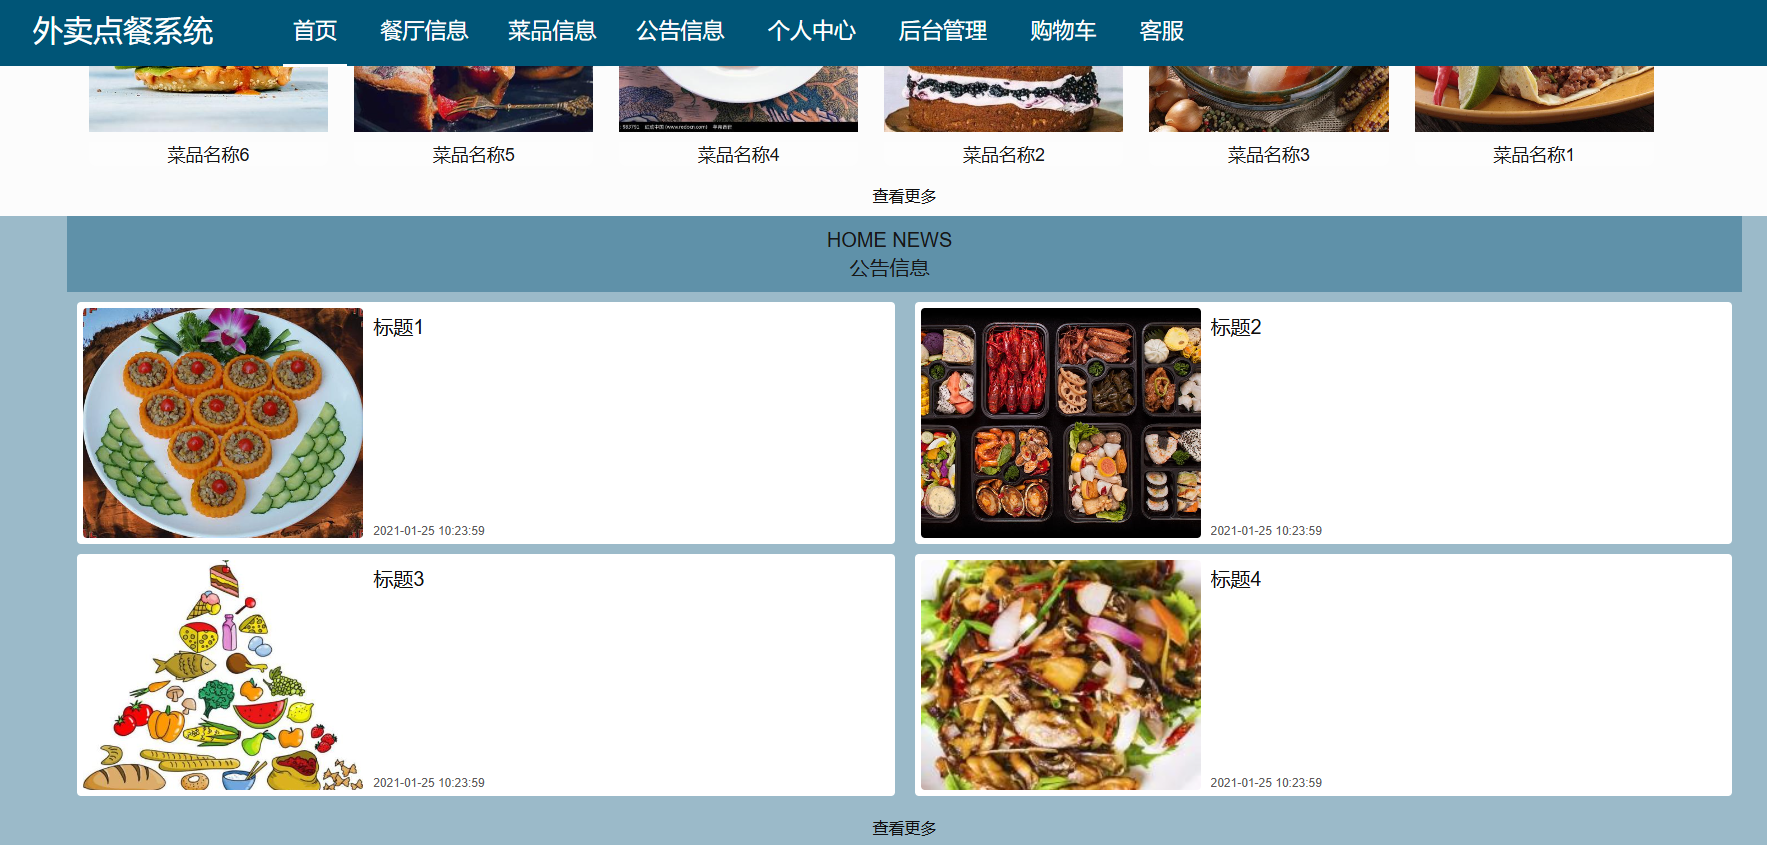 外卖点餐系统
首页 餐厅信息 菜品信息 公告信息 个人中心 后台管理 购物车 客服
菜品名称6 菜品名称5 菜品名称4 菜品名称2 菜品名称3 菜品名称1
查看更多
HOME NEWS
公告信息
标题1
2021-01-25 10:23:59
标题2
2021-01-25 10:23:59
标题3
2021-01-25 10:23:59
标题4
2021-01-25 10:23:59
查看更多